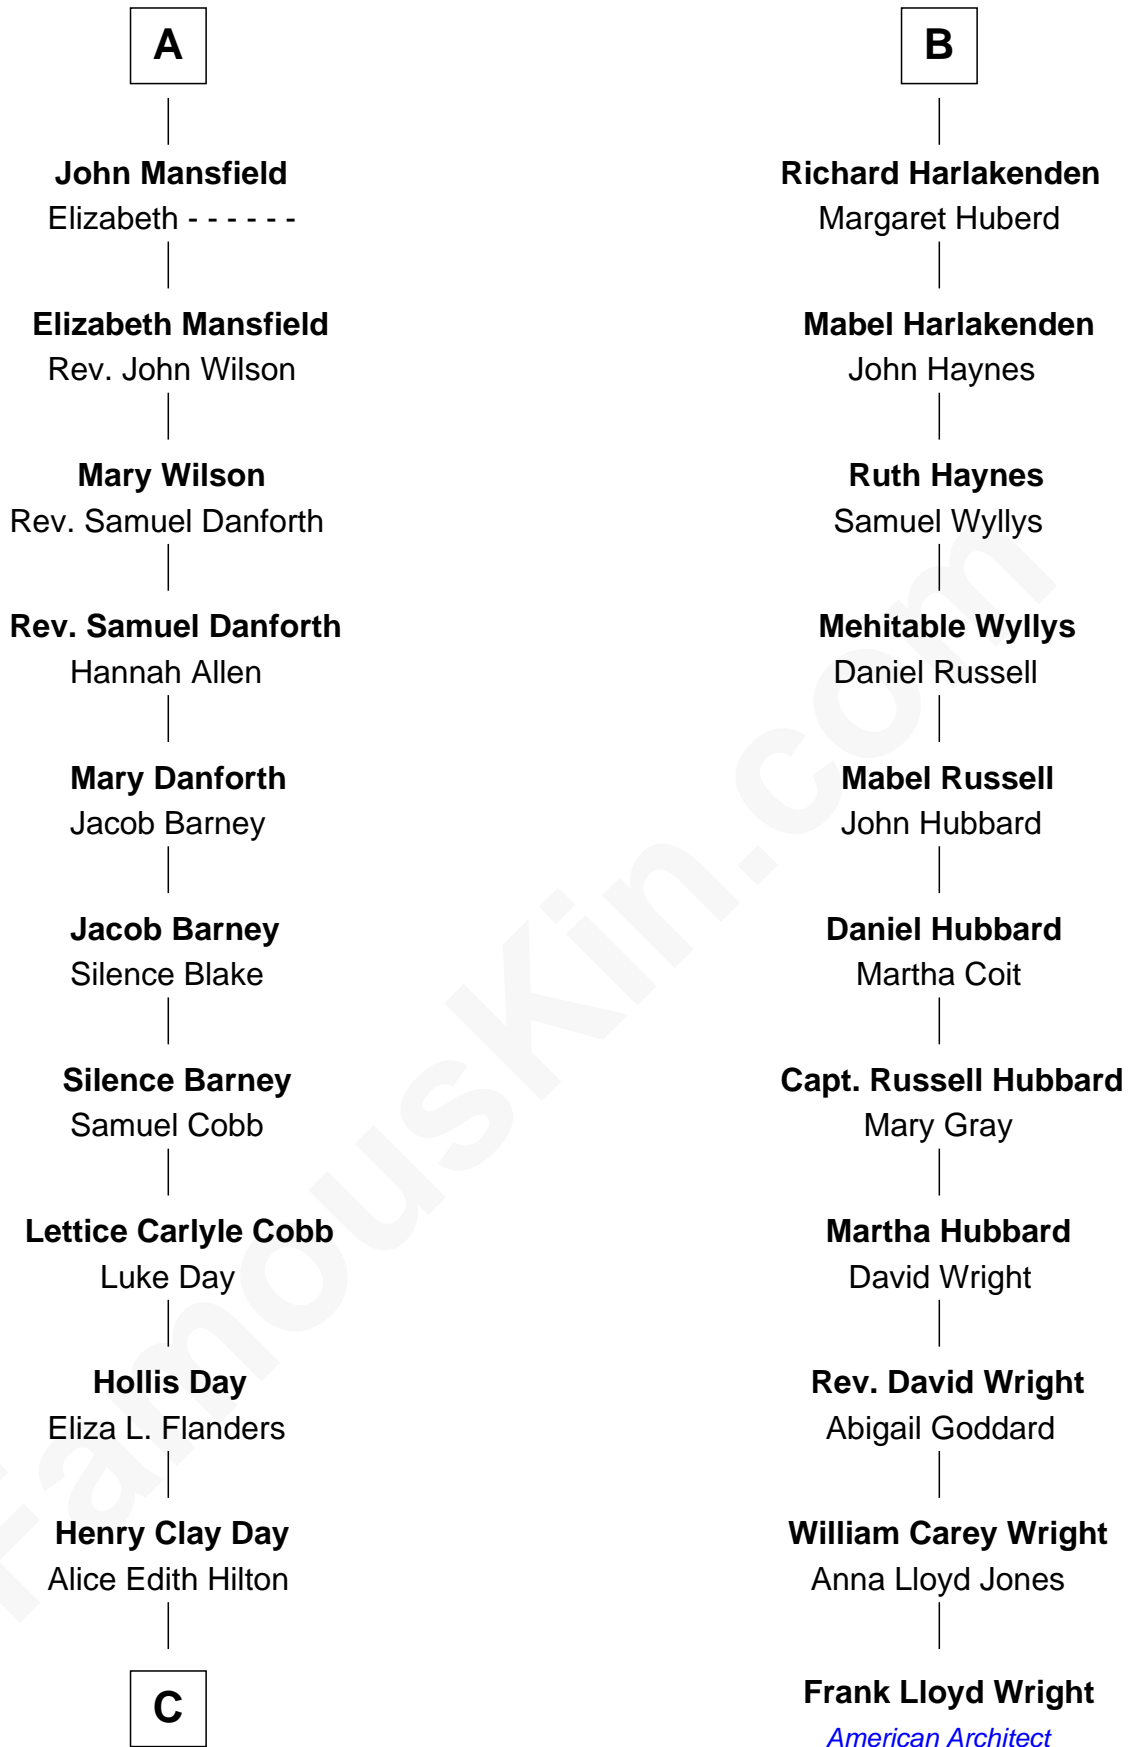 A
John Mansfield
Elizabeth - - - - - -
Elizabeth Mansfield
Rev. John Wilson
Mary Wilson
Rev. Samuel Danforth
Rev. Samuel Danforth
Hannah Allen
Mary Danforth
Jacob Barney
Jacob Barney
Silence Blake
Silence Barney
Samuel Cobb
Lettice Carlyle Cobb
Luke Day
Hollis Day
Eliza L. Flanders
Henry Clay Day
Alice Edith Hilton
C
B
Richard Harlakenden
Margaret Huberd
Mabel Harlakenden
John Haynes
Ruth Haynes
Samuel Wyllys
Mehitable Wyllys
Daniel Russell
Mabel Russell
John Hubbard
Daniel Hubbard
Martha Coit
Capt. Russell Hubbard
Mary Gray
Martha Hubbard
David Wright
Rev. David Wright
Abigail Goddard
William Carey Wright
Anna Lloyd Jones
Frank Lloyd Wright
American Architect
FamousKin.com